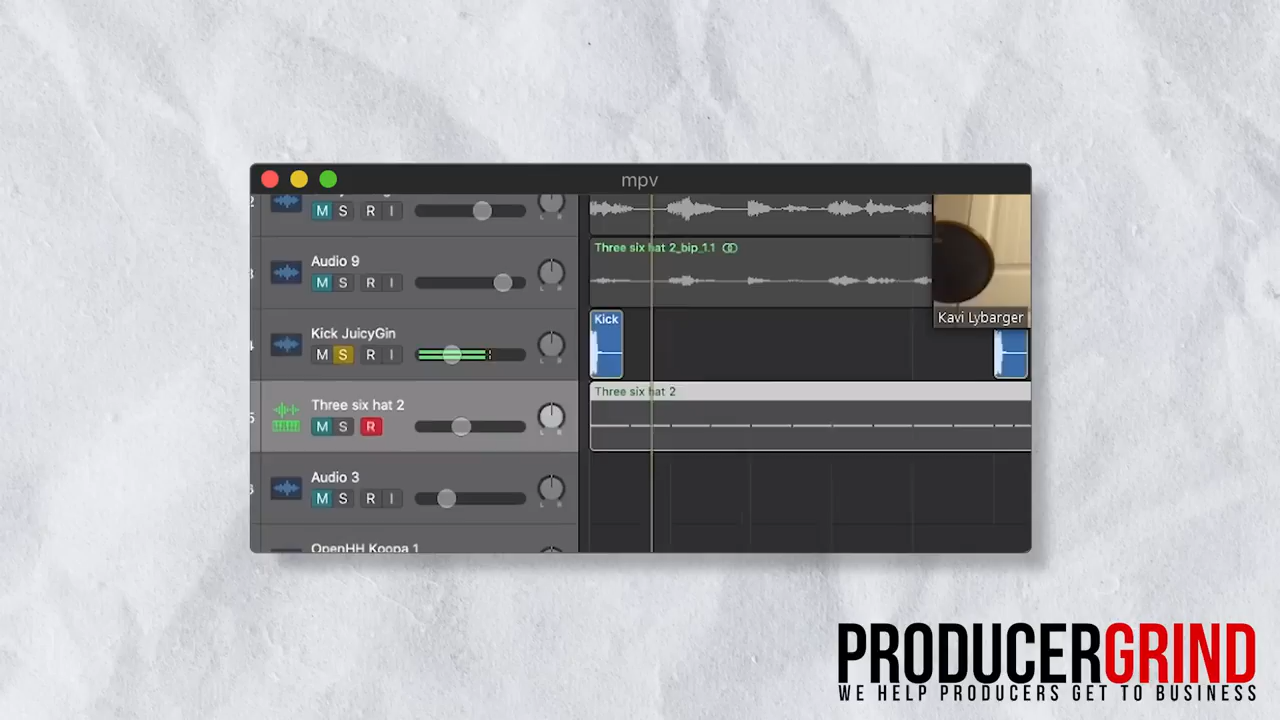 mpv
M S R I
Three six hat 2_bip_1.1
Audio 9
M S R I
Kavi Lybarger
Kick JuicyGin
M S R I
Kick
Three six hat 2
M S R
Three six hat 2
Audio 3
M S R I
OpenHH Koopa 1
PRODUCERGRIND
WE HELP PRODUCERS GET TO BUSINESS